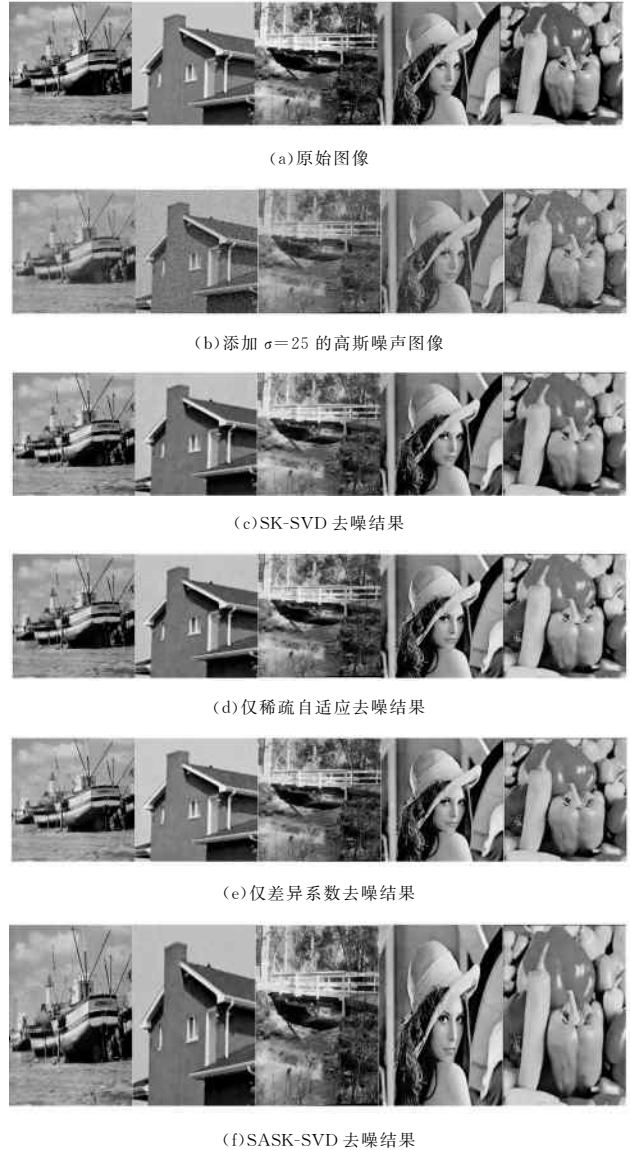 (a)原始图像
(b)添加 σ=25 的高斯噪声图像
(c)SK-SVD 去噪结果
(d)仅稀疏自适应去噪结果
(e)仅差异系数去噪结果
(f)SASK-SVD 去噪结果